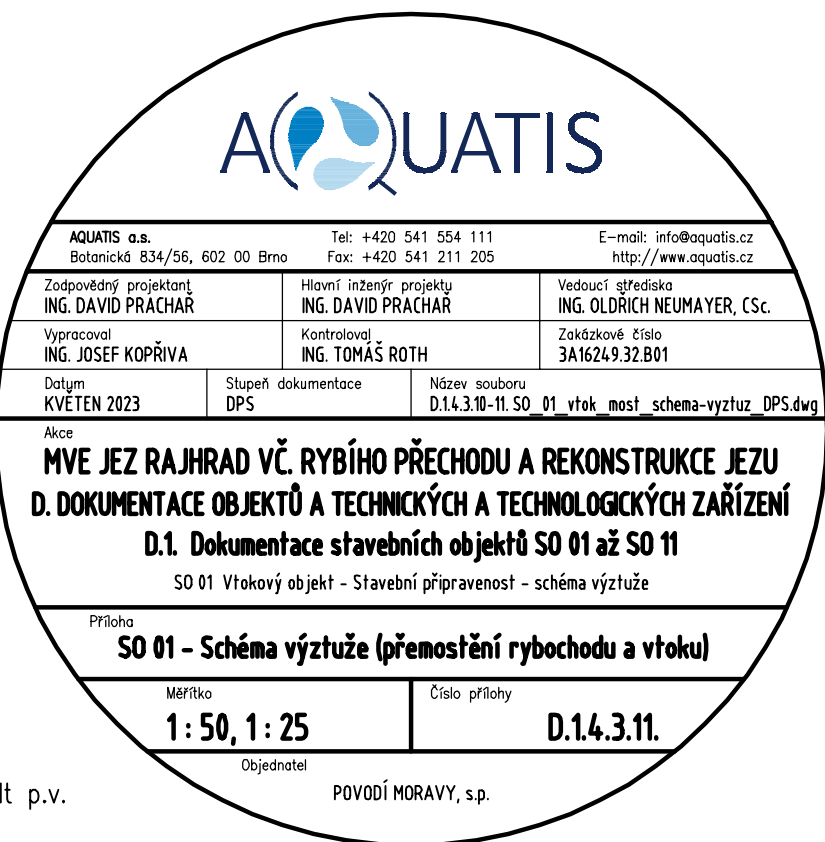 AQUATIS
AQUATIS a.s. Tel: +420 541 554 111 E-mail: info@aquatis.cz
Botanická 834/56, 602 00 Brno Fax: +420 541 211 205 http://www.aquatis.cz
Zodpovědný projektant Hlavní inženýr projektu Vedoucí střediska
ING. DAVID PRACHAŘ ING. DAVID PRACHAŘ ING. OLDŘICH NEUMAYER, CSc.
Vypracoval Kontroloval Zakázkové číslo
ING. JOSEF KOPŘIVA ING. TOMÁŠ ROTH 3A16249.32.B01
Datum Stupeň dokumentace Název souboru
KVĚTEN 2023 DPS D.1.4.3.10-11. SO_01_vtok_most_schema-vyztuz_DPS.dwg
Akce
MVE JEZ RAJHRAD VČ. RYBÍHO PŘECHODU A REKONSTRUKCE JEZU
D. DOKUMENTACE OBJEKTŮ A TECHNICKÝCH A TECHNOLOGICKÝCH ZAŘÍZENÍ
D.1. Dokumentace stavebních objektů SO 01 až SO 11
SO 01 Vtokový objekt - Stavební připravenost - schéma výztuže
Příloha
SO 01 - Schéma výztuže (přemostění rybochodu a vtoku)
Měřítko Číslo přílohy
1 : 50, 1 : 25 D.1.4.3.11.
Objednatel
POVODÍ MORAVY, s.p.
p.v.